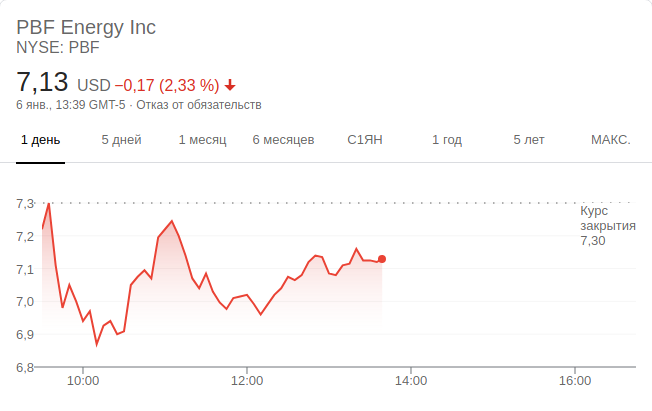 PBF Energy Inc
NYSE: PBF
7,13 USD −0,17 (2,33 %)
6 янв., 13:39 GMT-5 · Отказ от обязательств
1 день 5 дней 1 месяц 6 месяцев С1ЯН 1 год 5 лет МАКС.
7,3
Курс
закрытия
7,30
7,2
7,1
7,0
6,9
6,8
10:00 12:00 14:00 16:00